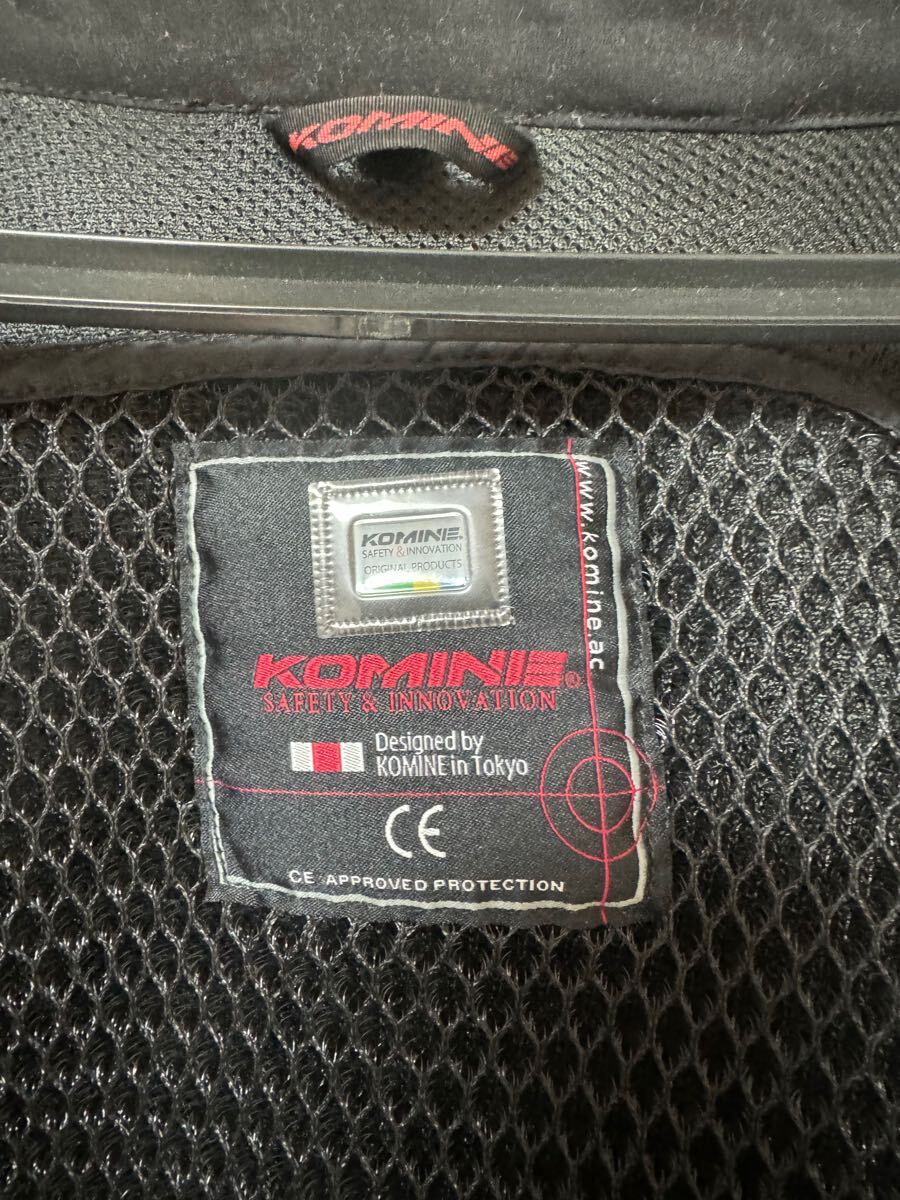 KOMINE
KOMINE.
SAFETY & INNOVATION
ORIGINAL PRODUCTS
www.komine.ac
KOMINE®
SAFETY & INNOVATION
Designed by
KOMINE in Tokyo
CE
CE APPROVED PROTECTION